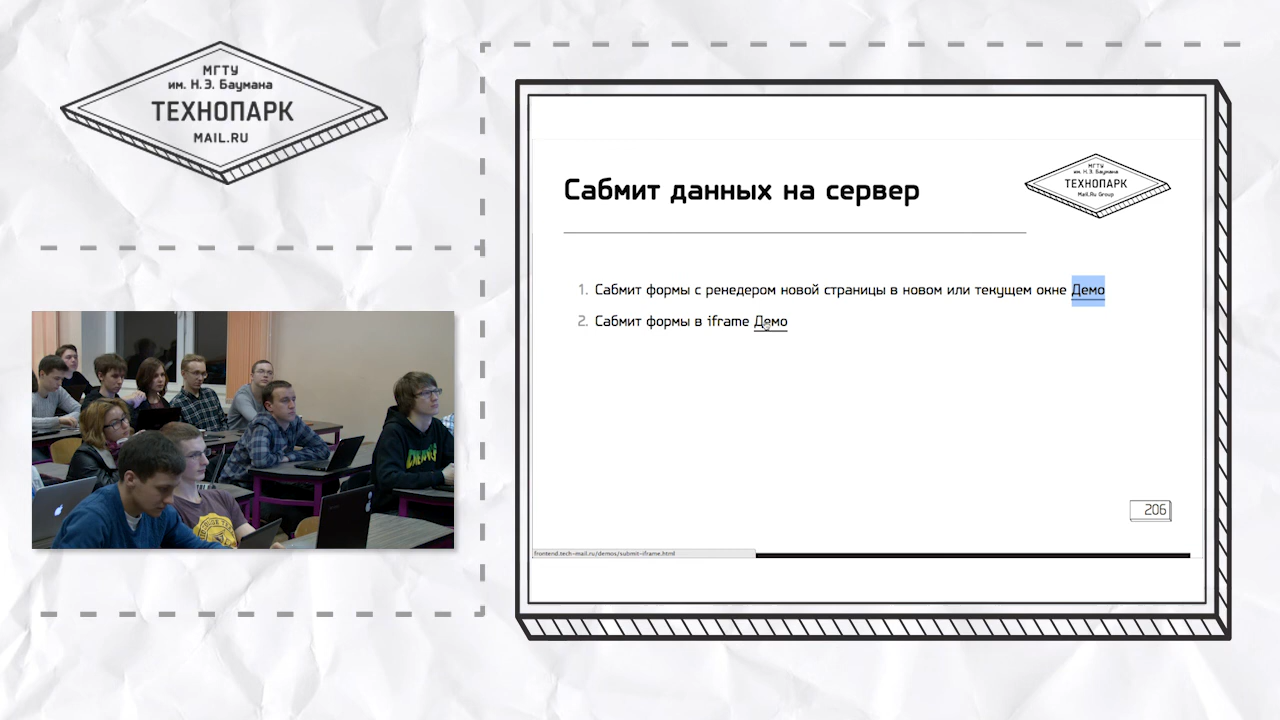 МГТУ
им. Н.Э. Баумана
ТЕХНОПАРК
MAIL.RU
Сабмит данных на сервер
МГТУ
им. Н.Э. Баумана
ТЕХНОПАРК
Mail.Ru Group
1. Сабмит формы с ренедером новой страницы в новом или текущем окне Демо
2. Сабмит формы в iframe Демо
206
frontend.tech-mail.ru/demos/submit-iframe.html